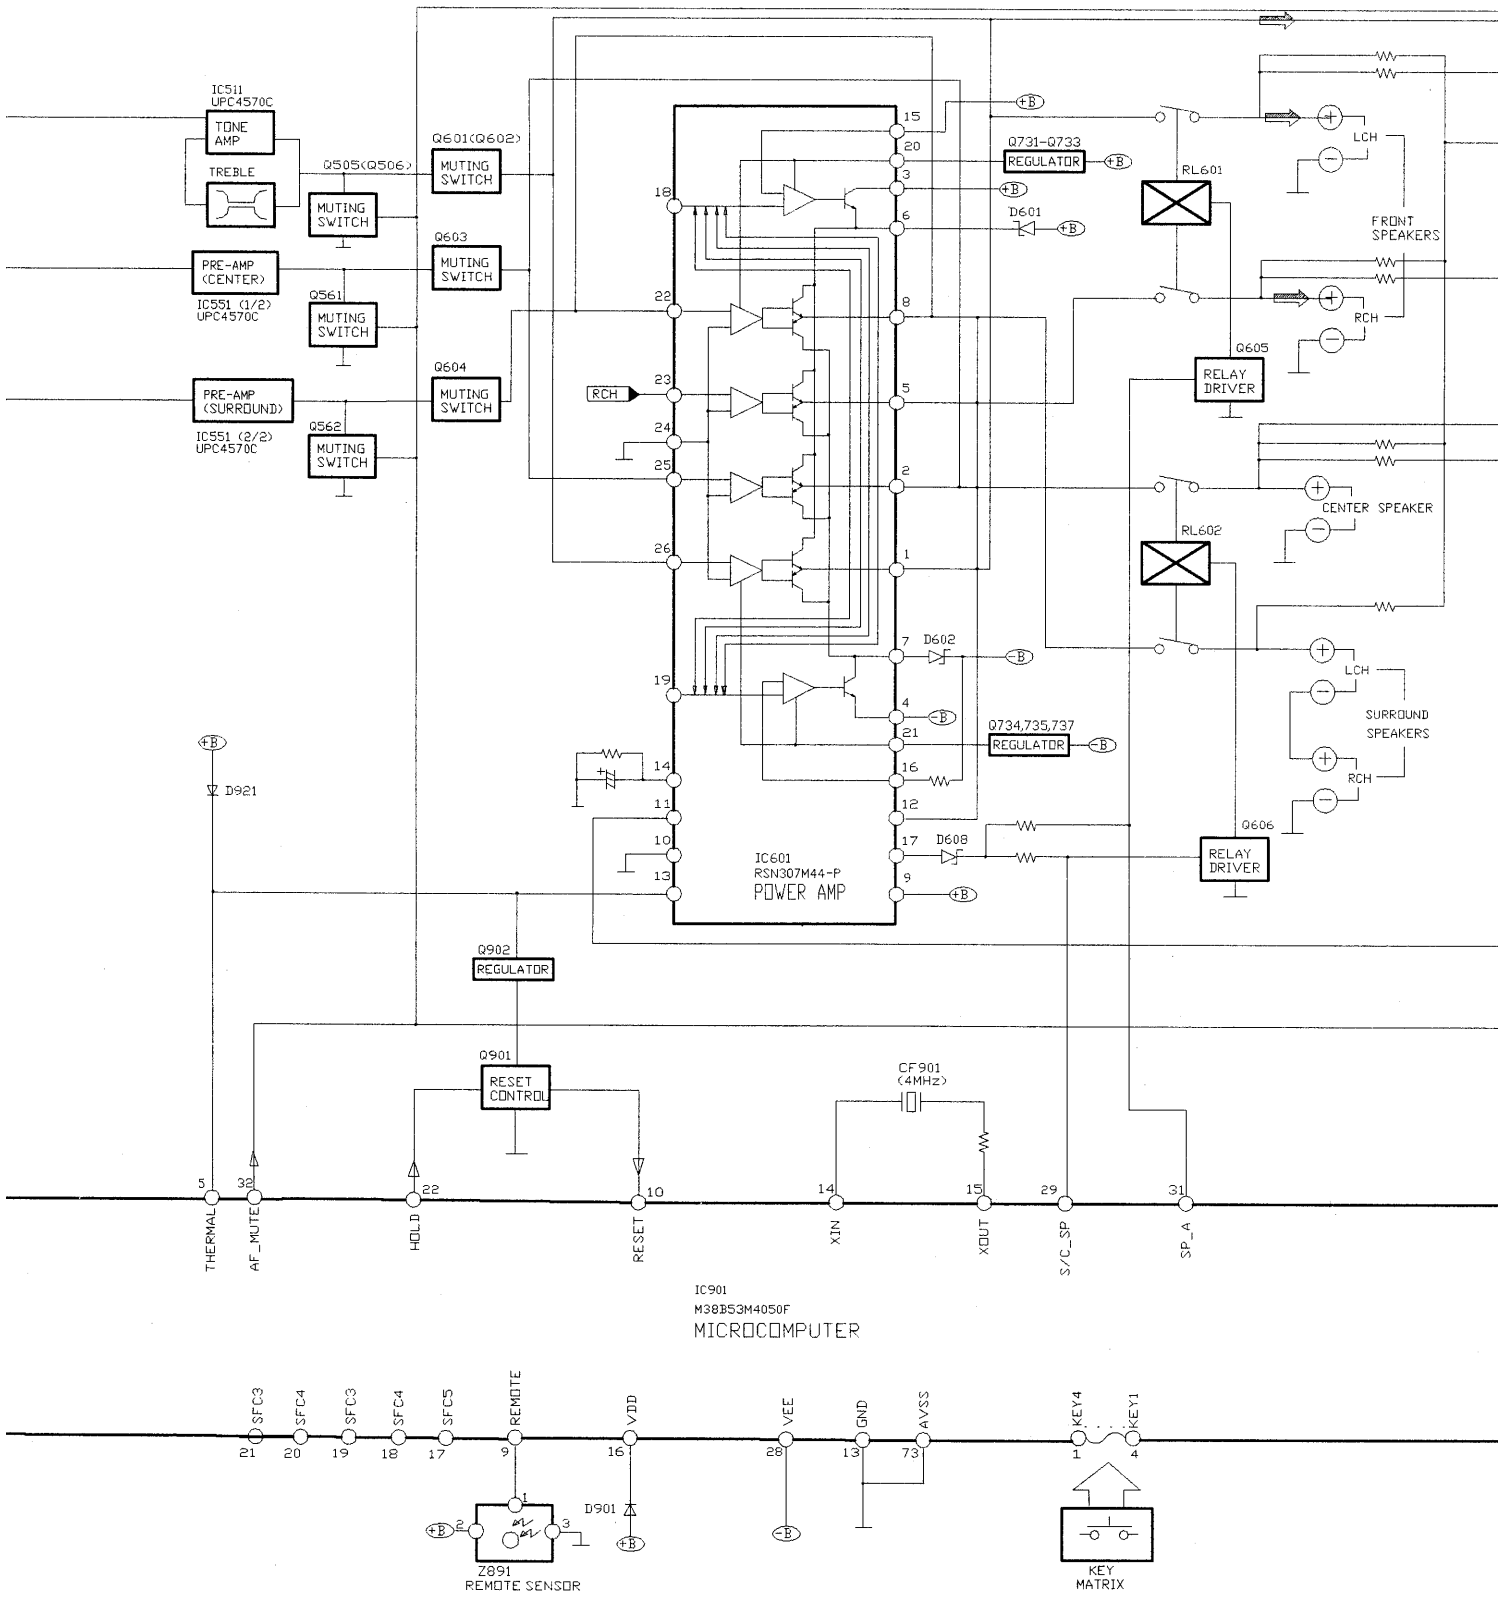 IC511
UPC4570C
TONE
AMP
TREBLE
Q505(Q506)
MUTING
SWITCH
Q601(Q602)
MUTING
SWITCH
PRE-AMP
(CENTER)
IC551 (1/2)
UPC4570C
Q561
MUTING
SWITCH
Q603
MUTING
SWITCH
PRE-AMP
(SURROUND)
IC551 (2/2)
UPC4570C
Q562
MUTING
SWITCH
Q604
MUTING
SWITCH
RCH
18
22
23
24
25
26
19
14
11
10
13
15
20
3
6
8
5
2
1
7
4
21
16
12
17
9
IC601
RSN307M44-P
POWER AMP
+B
Q731-Q733
REGULATOR
+B
+B
D601
+B
D602
-B
-B
Q734,735,737
REGULATOR
-B
D608
+B
RL601
Q605
RELAY
DRIVER
RL602
Q606
RELAY
DRIVER
+
LCH
-
FRONT
SPEAKERS
+
RCH
-
+
CENTER SPEAKER
-
+
LCH
-
SURROUND
SPEAKERS
+
RCH
-
+B
D921
+
Q902
REGULATOR
Q901
RESET
CONTROL
CF901
(4MHz)
5
32
22
10
14
15
29
31
THERMAL
AF_MUTE
HOLD
RESET
XIN
XOUT
S/C_SP
SP_A
IC901
M38B53M4050F
MICROCOMPUTER
SFC3
SFC4
SFC3
SFC4
SFC5
REMOTE
VDD
VEE
GND
AVSS
KEY4
KEY1
21
20
19
18
17
9
16
28
13
73
1
4
1
+B
2
3
Z891
REMOTE SENSOR
D901
+B
-B
KEY
MATRIX